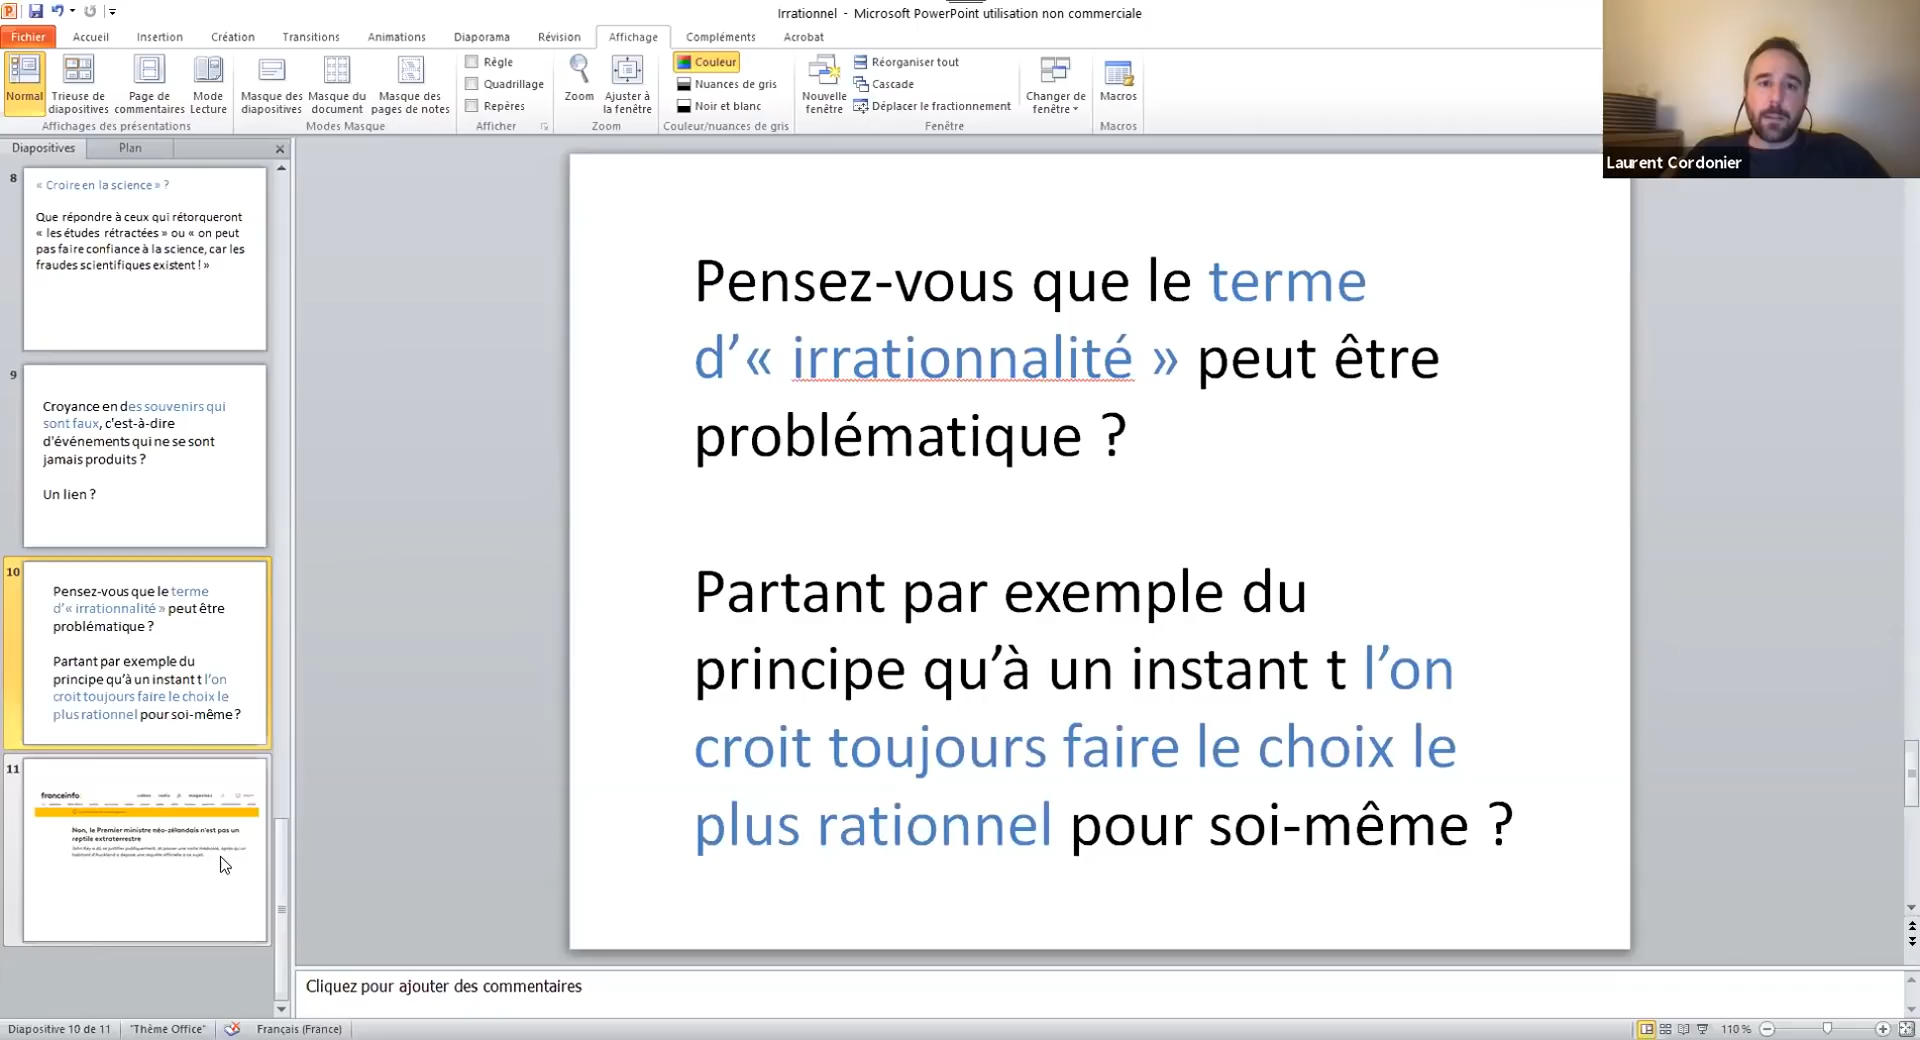 Irrationnel - Microsoft PowerPoint utilisation non commerciale
Fichier Accueil Insertion Création Transitions Animations Diaporama Révision Affichage Compléments Acrobat
Normal
Trieuse de diapositives
Page de commentaires
Mode Lecture
Affichages des présentations
Masque des diapositives
Masque du document
Masque des pages de notes
Modes Masque
Règle
Quadrillage
Repères
Afficher
Zoom
Ajuster à la fenêtre
Zoom
Couleur
Nuances de gris
Noir et blanc
Couleur/nuances de gris
Nouvelle fenêtre
Réorganiser tout
Cascade
Déplacer le fractionnement
Changer de fenêtre
Fenêtre
Macros
Macros
Laurent Cordonier
Diapositives Plan
8
« Croire en la science » ?
Que répondre à ceux qui rétorqueront
« les études rétractées » ou « on peut
pas faire confiance à la science, car les
fraudes scientifiques existent ! »
9
Croyance en des souvenirs qui
sont faux, c'est-à-dire
d'événements qui ne se sont
jamais produits ?
Un lien ?
10
Pensez-vous que le terme
d’« irrationnalité » peut être
problématique ?
Partant par exemple du
principe qu’à un instant t l’on
croit toujours faire le choix le
plus rationnel pour soi-même ?
11
franceinfo
Non, le Premier ministre néo-zélandais n'est pas un
reptile extraterrestre
Pensez-vous que le terme
d’« irrationnalité » peut être
problématique ?
Partant par exemple du
principe qu’à un instant t l’on
croit toujours faire le choix le
plus rationnel pour soi-même ?
Cliquez pour ajouter des commentaires
Diapositive 10 de 11 "Thème Office" Français (France) 110 %